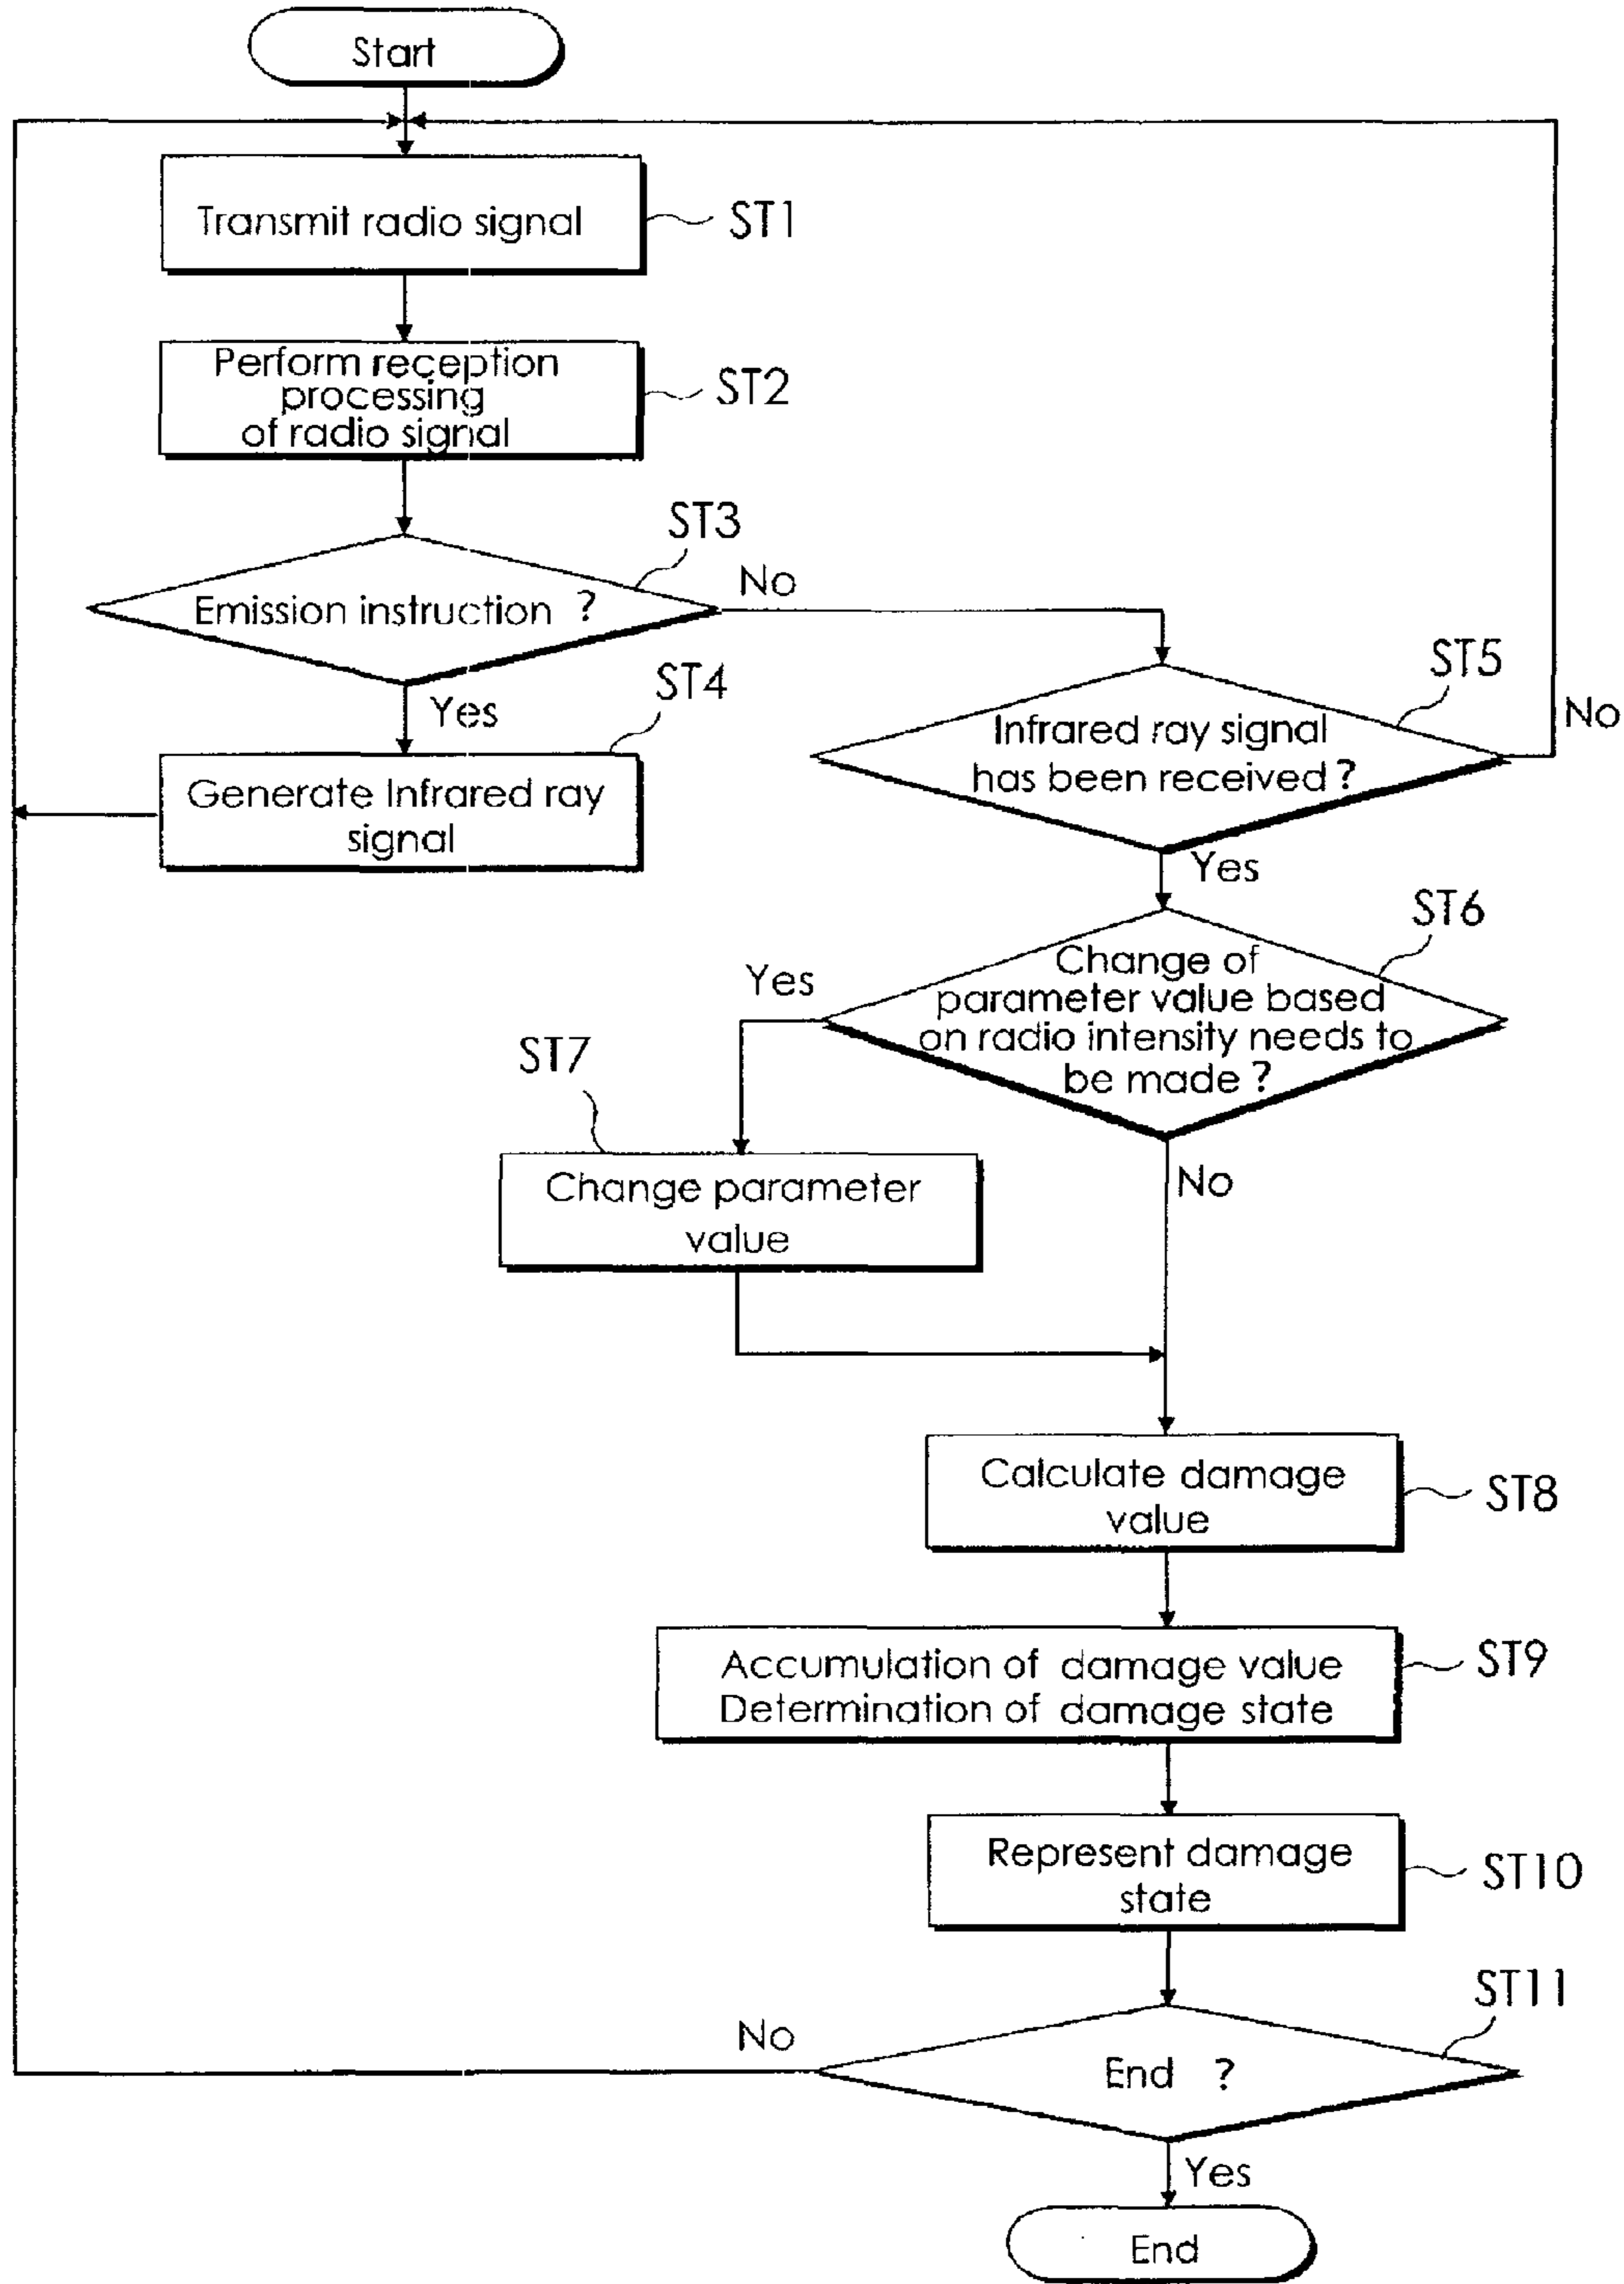 Start
Transmit radio signal
ST1
Perform reception
processing
of radio signal
ST2
ST3
Emission instruction ?
No
Yes
ST4
Generate Infrared ray
signal
ST5
Infrared ray signal
has been received ?
No
Yes
ST6
Change of
parameter value based
on radio intensity needs to
be made ?
Yes
ST7
Change parameter
value
No
Calculate damage
value
ST8
Accumulation of damage value
Determination of damage state
ST9
Represent damage
state
ST10
ST11
End ?
No
Yes
End